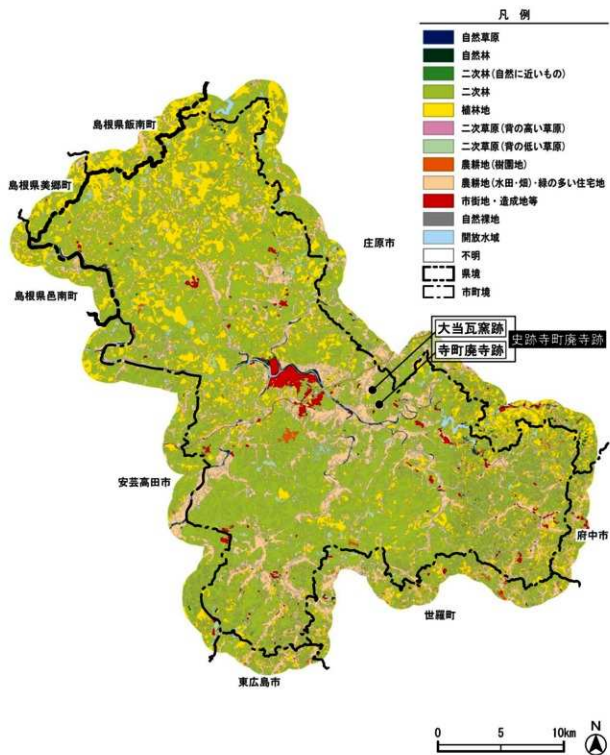 凡 例
自然草原
自然林
二次林(自然に近いもの)
二次林
植林地
二次草原(背の高い草原)
二次草原(背の低い草原)
農耕地(樹園地)
農耕地(水田・畑)・緑の多い住宅地
市街地・造成地等
自然裸地
開放水域
不明
県境
市町境
島根県飯南町
島根県美郷町
島根県邑南町
庄原市
大当瓦窯跡
寺町廃寺跡
史跡寺町廃寺跡
安芸高田市
府中市
世羅町
東広島市
0 5 10km
N